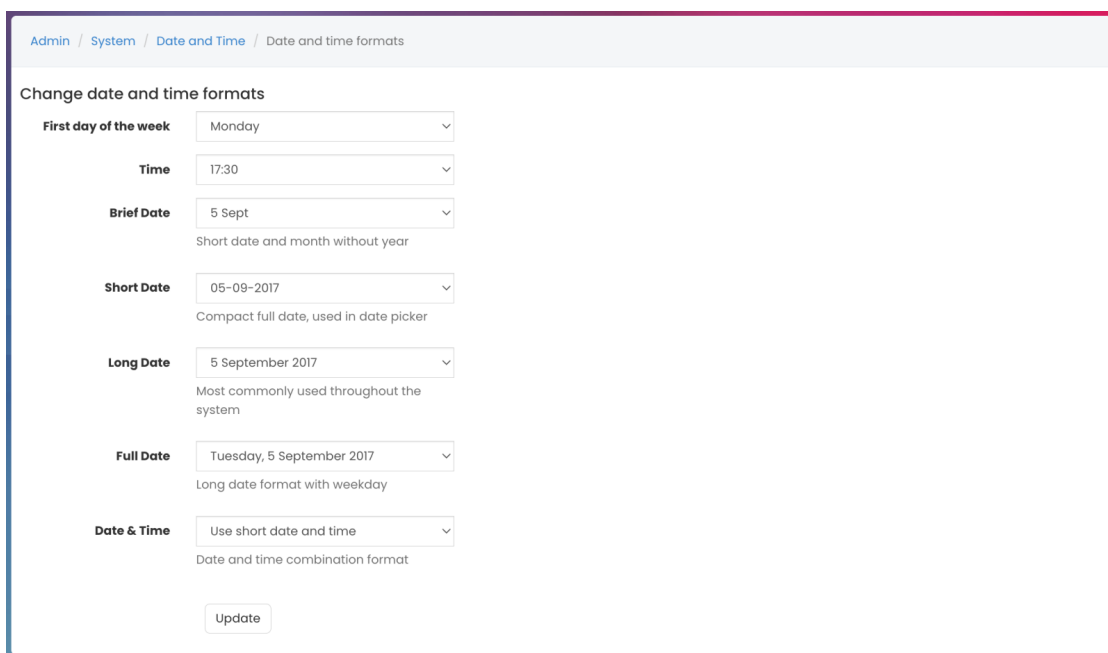 Admin / System / Date and Time / Date and time formats
Change date and time formats
First day of the week Monday
Time 17:30
Brief Date 5 Sept
Short date and month without year
Short Date 05-09-2017
Compact full date, used in date picker
Long Date 5 September 2017
Most commonly used throughout the
system
Full Date Tuesday, 5 September 2017
Long date format with weekday
Date & Time Use short date and time
Date and time combination format
Update